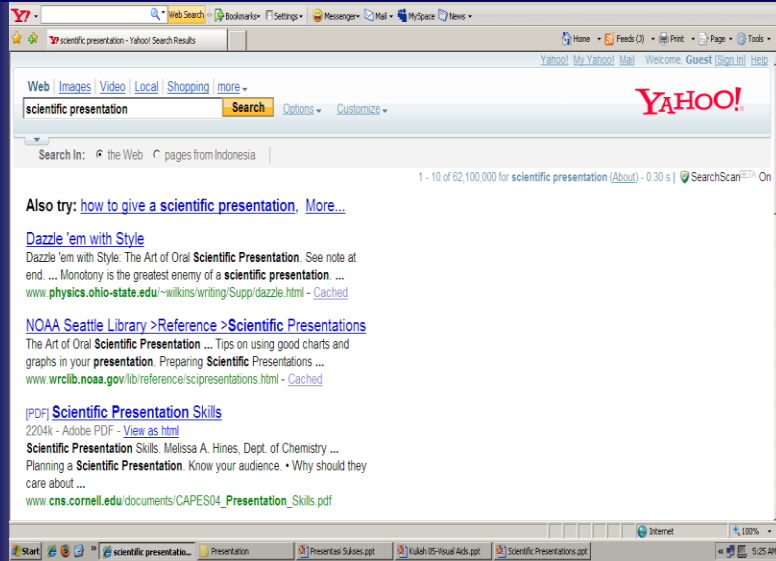 Y! Web Search Bookmarks Settings Messenger Mail MySpace News
scientific presentation - Yahoo! Search Results Home Feeds (J) Print Page Tools
Yahoo! My Yahoo! Mail Welcome, Guest [Sign In] Help
Web Images Video Local Shopping more
scientific presentation Search Options Customize YAHOO!
Search In: the Web pages from Indonesia
1 - 10 of 62,100,000 for scientific presentation (About) - 0.30 s | SearchScan BETA On
Also try: how to give a scientific presentation, More...
Dazzle 'em with Style
Dazzle 'em with Style: The Art of Oral Scientific Presentation. See note at
end. ... Monotony is the greatest enemy of a scientific presentation. ...
www.physics.ohio-state.edu/~wilkins/writing/Supp/dazzle.html - Cached
NOAA Seattle Library >Reference >Scientific Presentations
The Art of Oral Scientific Presentation ... Tips on using good charts and
graphs in your presentation. Preparing Scientific Presentations ...
www.wrclib.noaa.gov/lib/reference/scipresentations.html - Cached
[PDF] Scientific Presentation Skills
2204k - Adobe PDF - View as html
Scientific Presentation Skills. Melissa A. Hines, Dept. of Chemistry ...
Planning a Scientific Presentation. Know your audience. • Why should they
care about ...
www.cns.cornell.edu/documents/CAPES04_Presentation_Skills.pdf
Internet 100%
Start scientific presentatio... Presentation Presentasi Sukses.ppt Kuliah 05-Visual Aids.ppt Scientific Presentations.ppt 5:25 AM